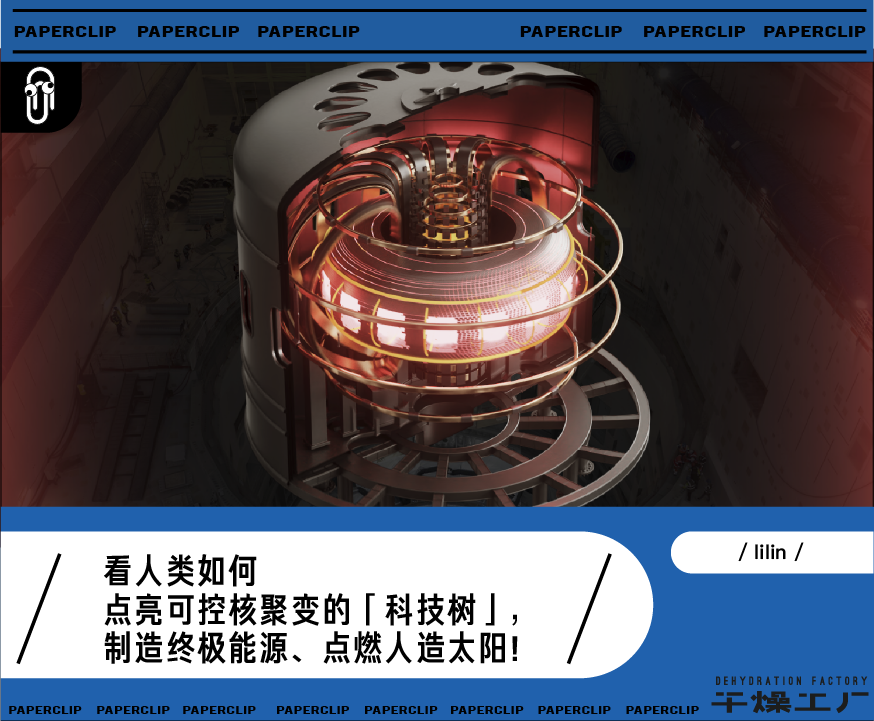 PAPERCLIP PAPERCLIP PAPERCLIP PAPERCLIP PAPERCLIP PAPERCLIP
/ lilin /
看人类如何
点亮可控核聚变的「科技树」,
制造终极能源、点燃人造太阳!
DEHYDRATION FACTORY
干燥工厂
PAPERCLIP PAPERCLIP PAPERCLIP PAPERCLIP PAPERCLIP PAPERCLIP PAPERCLIP PAPERCLIP